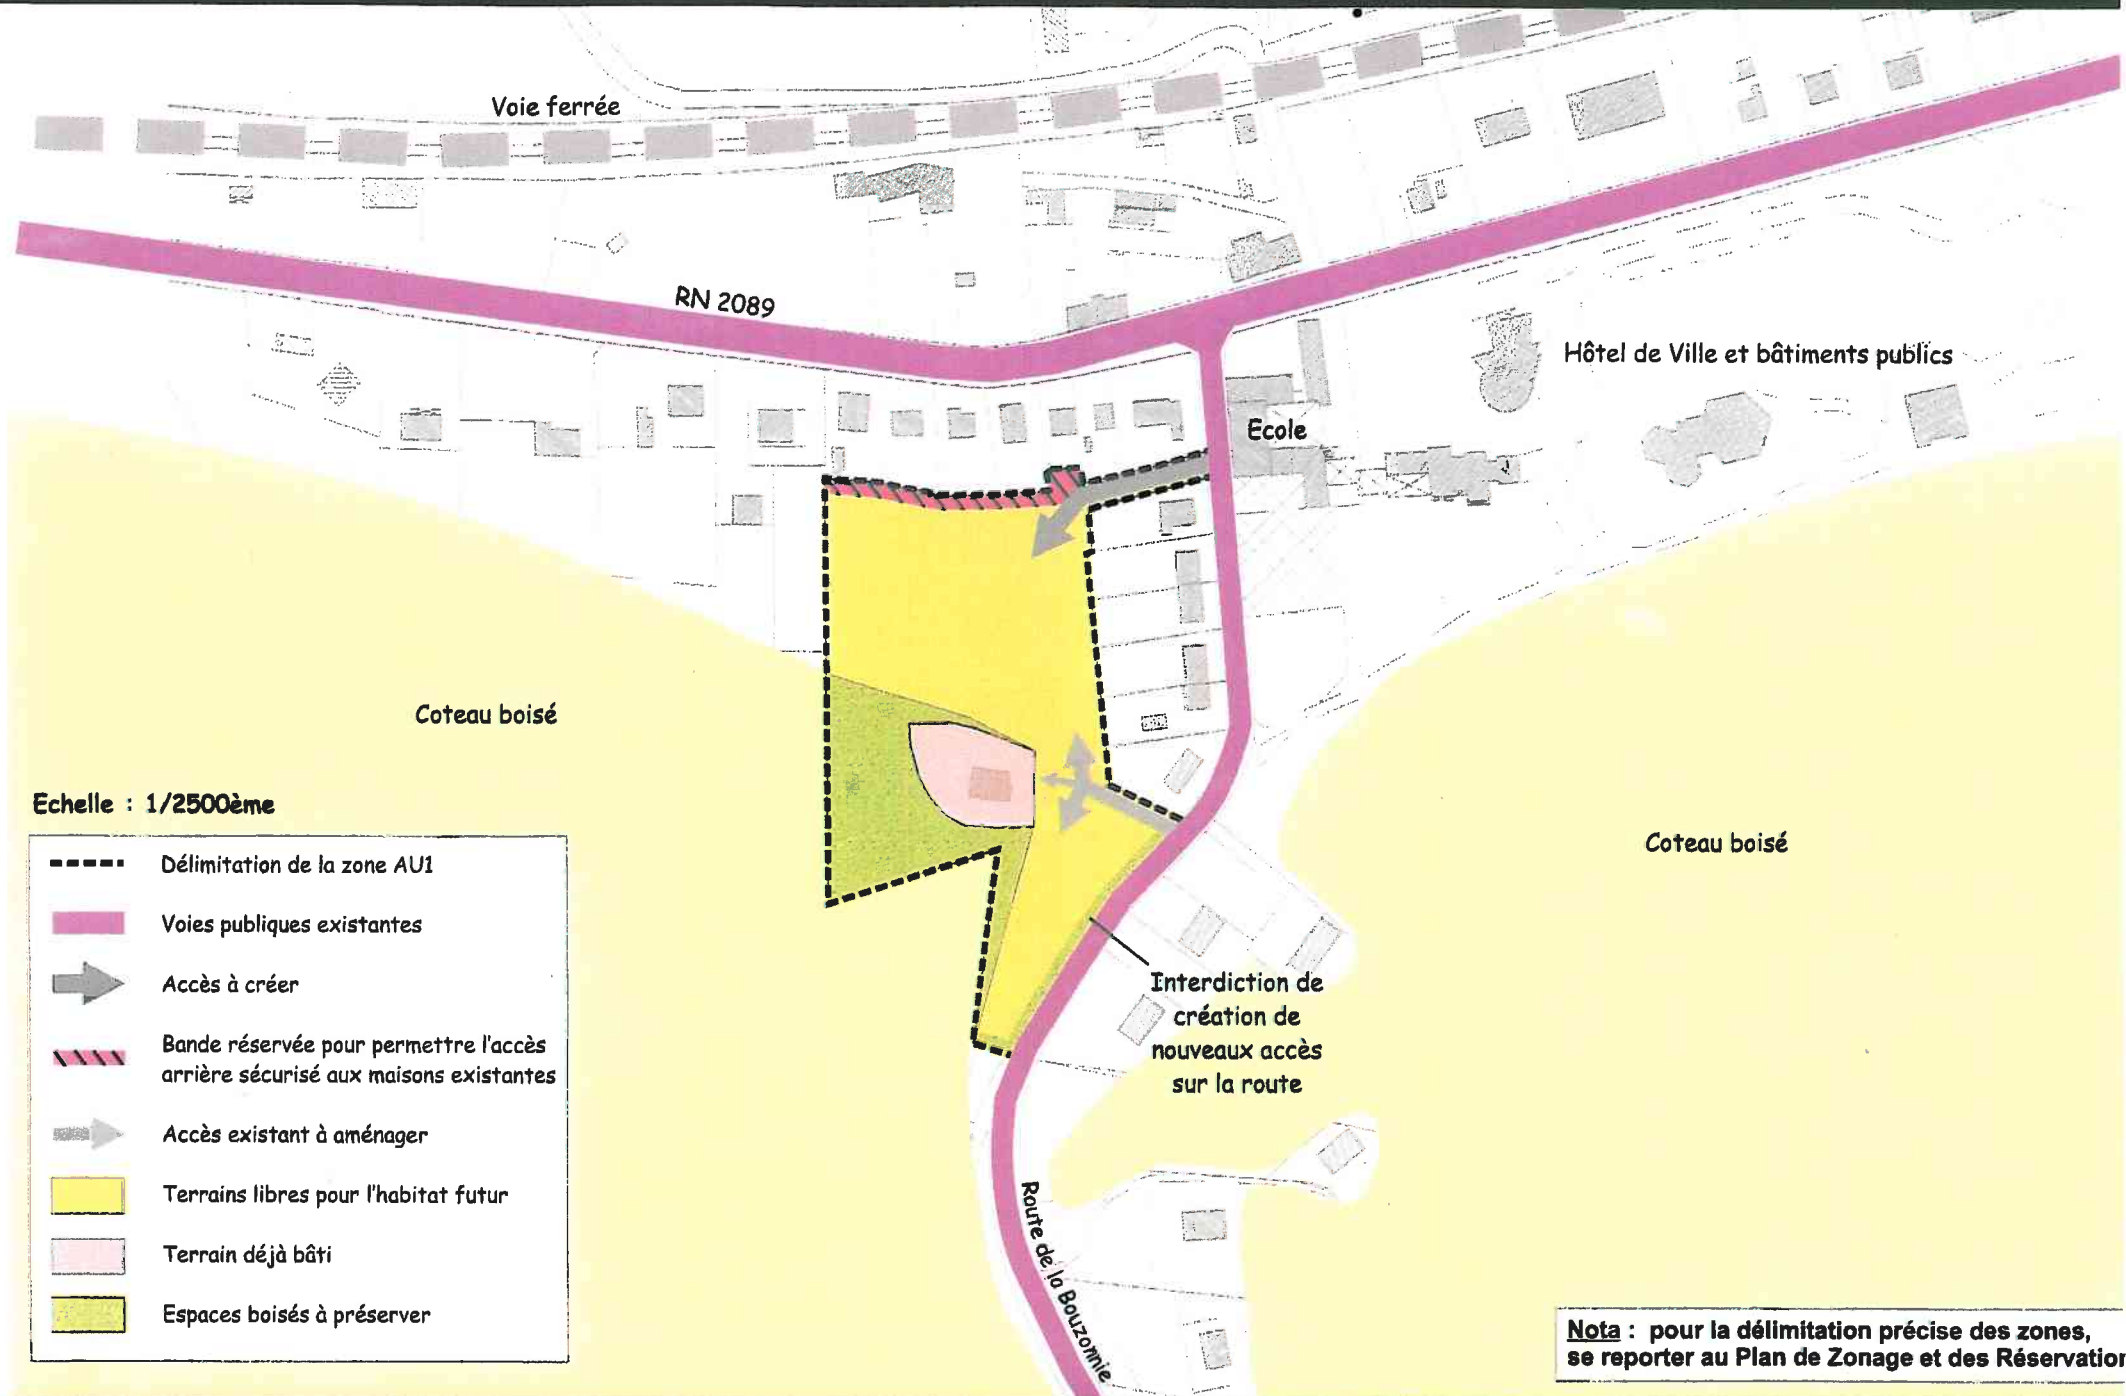 Voie ferrée
RN 2089
Hôtel de Ville et bâtiments publics
Ecole
Coteau boisé
Coteau boisé
Interdiction de
création de
nouveaux accès
sur la route
Route de la Bouzonnie
Echelle : 1/2500ème
Délimitation de la zone AU1
Voies publiques existantes
Accès à créer
Bande réservée pour permettre l'accès
arrière sécurisé aux maisons existantes
Accès existant à aménager
Terrains libres pour l'habitat futur
Terrain déjà bâti
Espaces boisés à préserver
Nota : pour la délimitation précise des zones,
se reporter au Plan de Zonage et des Réservation